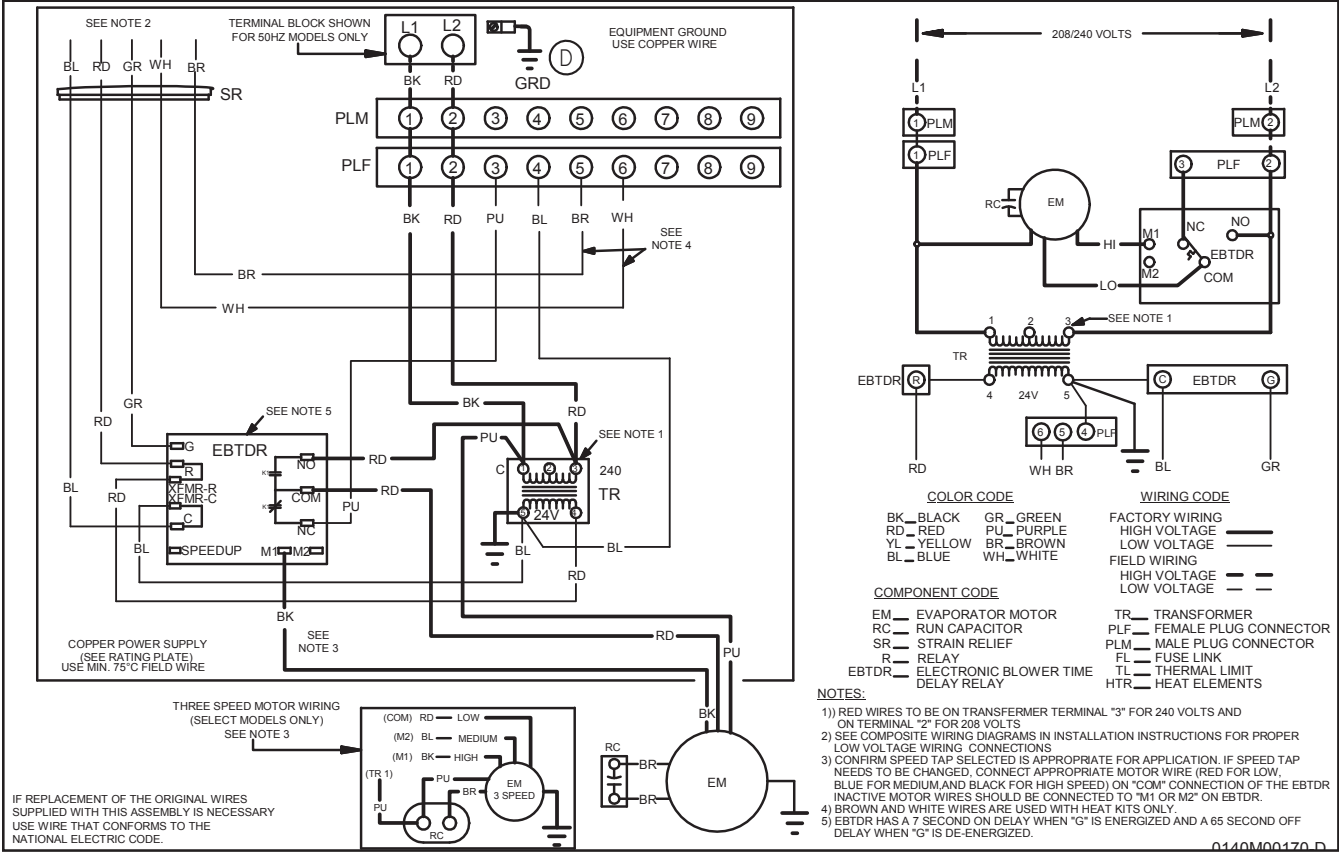 SEE NOTE 2
TERMINAL BLOCK SHOWN
FOR 50HZ MODELS ONLY
L1 L2
EQUIPMENT GROUND
USE COPPER WIRE
D
GRD
BL RD GR WH BR
SR
BK RD
PLM 1 2 3 4 5 6 7 8 9
PLF 1 2 3 4 5 6 7 8 9
BK RD PU BL BR WH
SEE
NOTE 4
BR
WH
GR
RD
BK
RD
PU
SEE NOTE 5
SEE NOTE 1
EBTDR
G
R
XFMR-R
XFMR-C
C
SPEEDUP
M1 M2
NO
COM
NC
K1
K1
RD
RD
PU
C 1 2 3 240
TR
5 24V 4
BL
RD
BL
BL
BL
RD
BK
SEE
NOTE 3
RD
PU
COPPER POWER SUPPLY
(SEE RATING PLATE)
USE MIN. 75°C FIELD WIRE
THREE SPEED MOTOR WIRING
(SELECT MODELS ONLY)
SEE NOTE 3
(COM) RD LOW
(M2) BL MEDIUM
(M1) BK HIGH
(TR 1)
PU
BR
PU
RC
EM
3 SPEED
BK
RC
BR
BR
EM
IF REPLACEMENT OF THE ORIGINAL WIRES
SUPPLIED WITH THIS ASSEMBLY IS NECESSARY
USE WIRE THAT CONFORMS TO THE
NATIONAL ELECTRIC CODE.
208/240 VOLTS
L1 L2
1 PLM
PLM 2
1 PLF
3 PLF 2
RC
EM
HI
LO
M1
M2
NC
NO
EBTDR
COM
1 2 3
SEE NOTE 1
TR
4 24V 5
EBTDR R
C EBTDR G
6 5 4 PLF
RD
WH BR
BL
GR
COLOR CODE
BK BLACK GR GREEN
RD RED PU PURPLE
YL YELLOW BR BROWN
BL BLUE WH WHITE
WIRING CODE
FACTORY WIRING
HIGH VOLTAGE
LOW VOLTAGE
FIELD WIRING
HIGH VOLTAGE
LOW VOLTAGE
COMPONENT CODE
EM EVAPORATOR MOTOR
RC RUN CAPACITOR
SR STRAIN RELIEF
R RELAY
EBTDR ELECTRONIC BLOWER TIME
DELAY RELAY
TR TRANSFORMER
PLF FEMALE PLUG CONNECTOR
PLM MALE PLUG CONNECTOR
FL FUSE LINK
TL THERMAL LIMIT
HTR HEAT ELEMENTS
NOTES:
1)) RED WIRES TO BE ON TRANSFERMER TERMINAL "3" FOR 240 VOLTS AND
ON TERMINAL "2" FOR 208 VOLTS
2) SEE COMPOSITE WIRING DIAGRAMS IN INSTALLATION INSTRUCTIONS FOR PROPER
LOW VOLTAGE WIRING CONNECTIONS
3) CONFIRM SPEED TAP SELECTED IS APPROPRIATE FOR APPLICATION. IF SPEED TAP
NEEDS TO BE CHANGED, CONNECT APPROPRIATE MOTOR WIRE (RED FOR LOW,
BLUE FOR MEDIUM,AND BLACK FOR HIGH SPEED) ON "COM" CONNECTION OF THE EBTDR
INACTIVE MOTOR WIRES SHOULD BE CONNECTED TO "M1 OR M2" ON EBTDR.
4) BROWN AND WHITE WIRES ARE USED WITH HEAT KITS ONLY.
5) EBTDR HAS A 7 SECOND ON DELAY WHEN "G" IS ENERGIZED AND A 65 SECOND OFF
DELAY WHEN "G" IS DE-ENERGIZED.
0140M00170-D